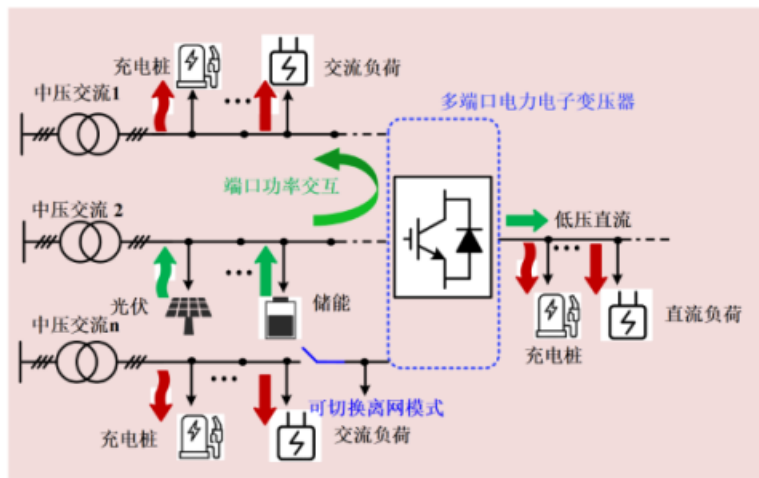 充电桩
交流负荷
中压交流1
多端口电力电子变压器
端口功率交互
中压交流 2
低压直流
光伏
储能
中压交流n
直流负荷
充电桩
可切换离网模式
充电桩
交流负荷